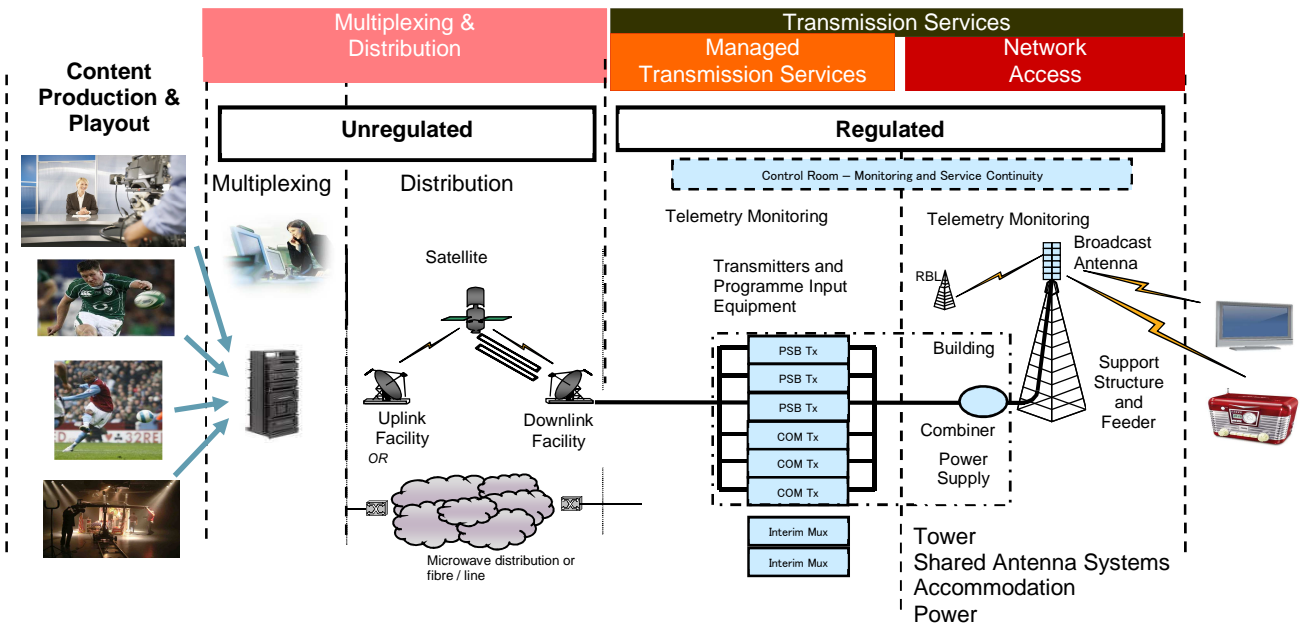 Multiplexing &
Distribution
Transmission Services
Managed
Transmission Services
Network
Access
Content
Production &
Playout
Unregulated
Regulated
Control Room – Monitoring and Service Continuity
Multiplexing
Distribution
Telemetry Monitoring
Telemetry Monitoring
Satellite
Transmitters and
Programme Input
Equipment
RBL
Broadcast
Antenna
PSB Tx
PSB Tx
PSB Tx
COM Tx
COM Tx
COM Tx
Building
Support
Structure
and
Feeder
Uplink
Facility
OR
Downlink
Facility
Combiner
Power
Supply
32RE
Microwave distribution or
fibre / line
Interim Mux
Interim Mux
Tower
Shared Antenna Systems
Accommodation
Power